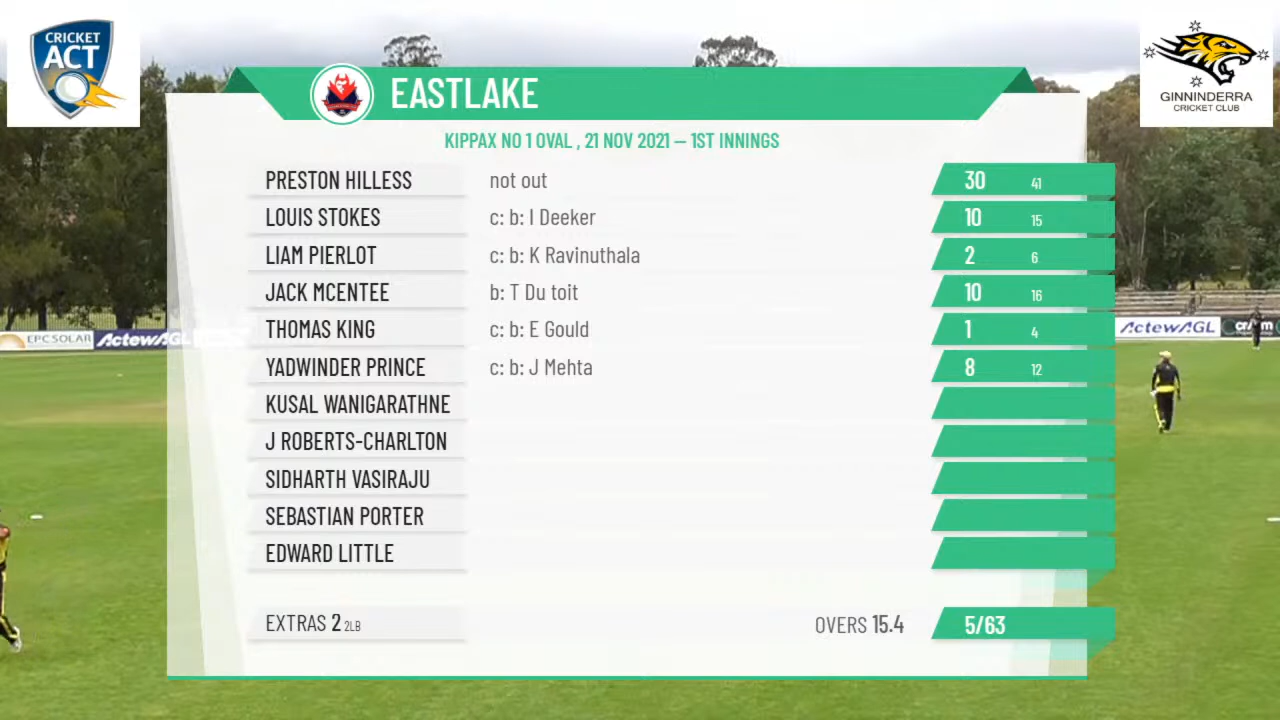 CRICKET
ACT
GINNINDERRA
CRICKET CLUB
EASTLAKE
KIPPAX NO 1 OVAL , 21 NOV 2021 – 1ST INNINGS
PRESTON HILLESS not out 30 41
LOUIS STOKES c: b: I Deeker 10 15
LIAM PIERLOT c: b: K Ravinuthala 2 6
JACK MCENTEE b: T Du toit 10 16
THOMAS KING c: b: E Gould 1 4
YADWINDER PRINCE c: b: J Mehta 8 12
KUSAL WANIGARATHNE
J ROBERTS-CHARLTON
SIDHARTH VASIRAJU
SEBASTIAN PORTER
EDWARD LITTLE
EXTRAS 2 2LB OVERS 15.4 5/63
EPC SOLAR ActewAGL
ActewAGL